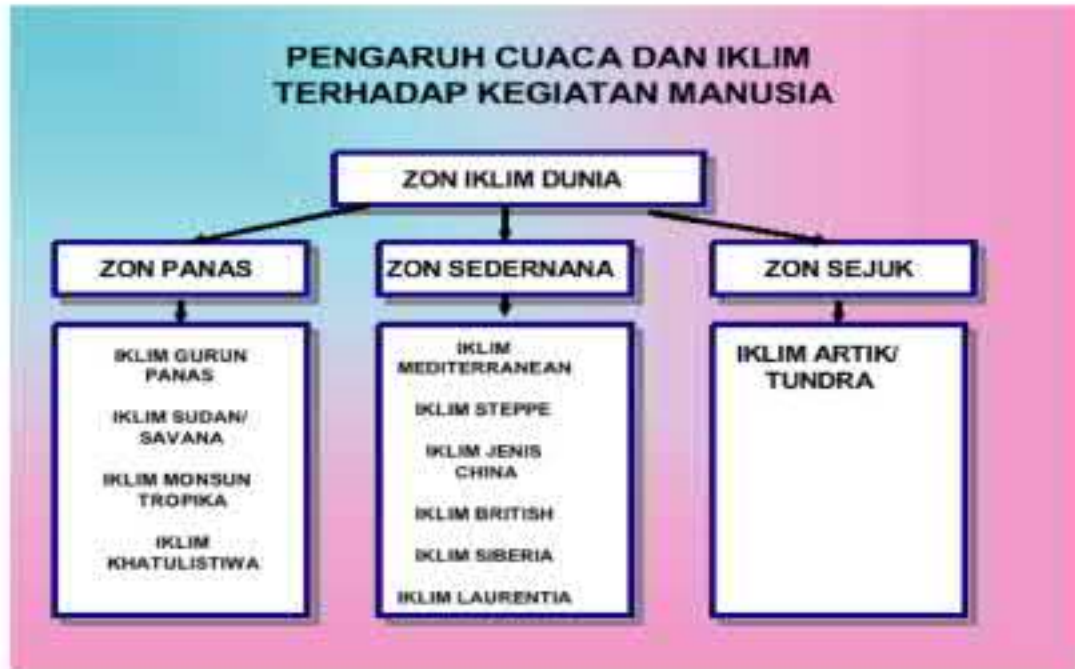 PENGARUH CUACA DAN IKLIM
TERHADAP KEGIATAN MANUSIA
ZON IKLIM DUNIA
ZON PANAS
ZON SEDERNANA
ZON SEJUK
IKLIM GURUN
PANAS
IKLIM SUDAN/
SAVANA
IKLIM MONSUN
TROPIKA
IKLIM
KHATULISTIWA
IKLIM
MEDITERRANEAN
IKLIM STEPPE
IKLIM JENIS
CHINA
IKLIM BRITISH
IKLIM SIBERIA
IKLIM LAURENTIA
IKLIM ARTIK/
TUNDRA